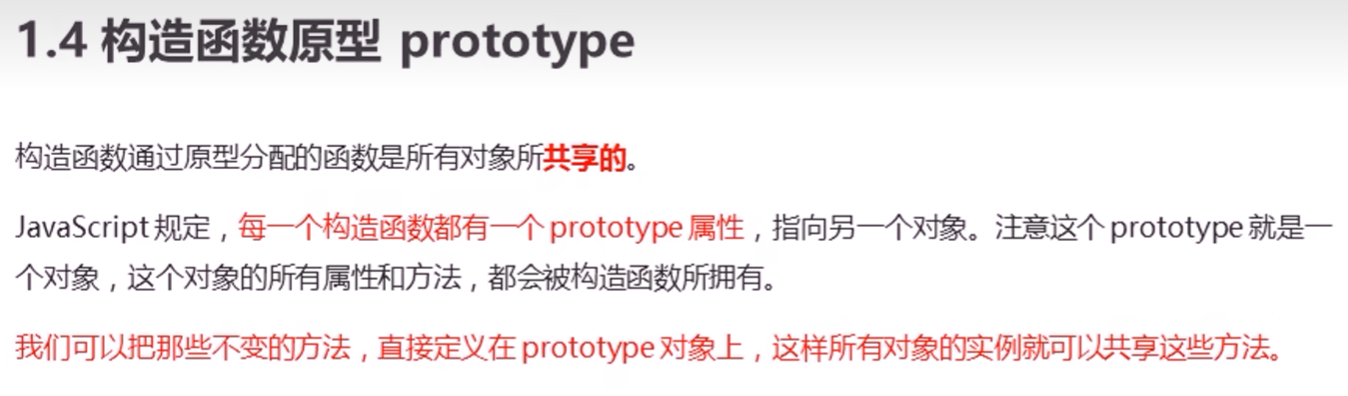 1.4 构造函数原型 prototype
构造函数通过原型分配的函数是所有对象所共享的。
JavaScript 规定，每一个构造函数都有一个 prototype 属性，指向另一个对象。注意这个 prototype 就是一
个对象，这个对象的所有属性和方法，都会被构造函数所拥有。
我们可以把那些不变的方法，直接定义在 prototype 对象上，这样所有对象的实例就可以共享这些方法。